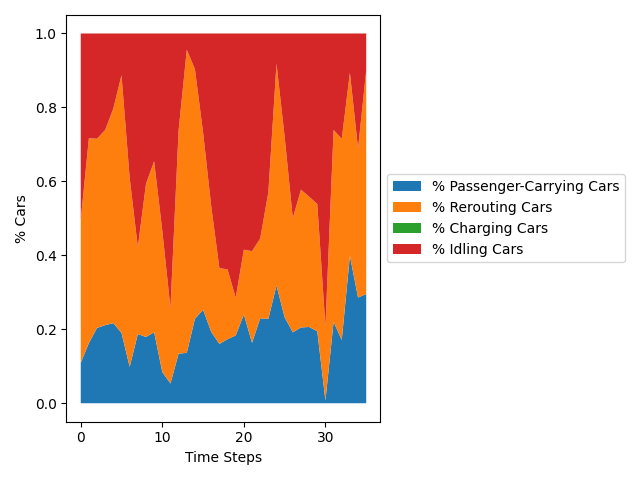 1.0
0.8
0.6
0.4
0.2
0.0
% Cars
0
10
20
30
Time Steps
% Passenger-Carrying Cars
% Rerouting Cars
% Charging Cars
% Idling Cars